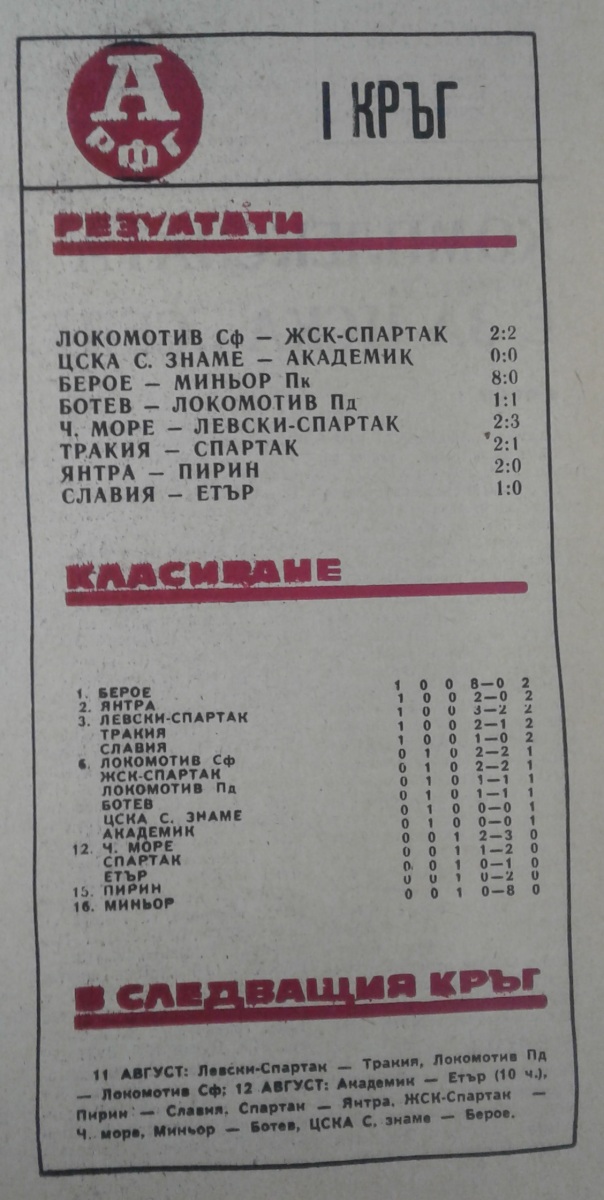 А
РФГ
I КРЪГ
РЕЗУЛТАТИ
ЛОКОМОТИВ Сф — ЖСК-СПАРТАК 2:2
ЦСКА С. ЗНАМЕ — АКАДЕМИК 0:0
БЕРОЕ — МИНЬОР Пк 8:0
БОТЕВ — ЛОКОМОТИВ Пд 1:1
Ч. МОРЕ — ЛЕВСКИ-СПАРТАК 2:3
ТРАКИЯ — СПАРТАК 2:1
ЯНТРА — ПИРИН 2:0
СЛАВИЯ — ЕТЪР 1:0
КЛАСИРАНЕ
1. БЕРОЕ 1 0 0 8—0 2
2. ЯНТРА 1 0 0 2—0 2
3. ЛЕВСКИ-СПАРТАК 1 0 0 3—2 2
ТРАКИЯ 1 0 0 2—1 2
СЛАВИЯ 1 0 0 1—0 2
6. ЛОКОМОТИВ Сф 0 1 0 2—2 1
ЖСК-СПАРТАК 0 1 0 2—2 1
ЛОКОМОТИВ Пд 0 1 0 1—1 1
БОТЕВ 0 1 0 1—1 1
ЦСКА С. ЗНАМЕ 0 1 0 0—0 1
АКАДЕМИК 0 1 0 0—0 1
12. Ч. МОРЕ 0 0 1 2—3 0
СПАРТАК 0 0 1 1—2 0
ЕТЪР 0 0 1 0—1 0
15. ПИРИН 0 0 1 0—2 0
16. МИНЬОР 0 0 1 0—8 0
В СЛЕДВАЩИЯ КРЪГ
11 АВГУСТ: Левски-Спартак — Тракия, Локомотив Пд
— Локомотив Сф; 12 АВГУСТ: Академик — Етър (10 ч.),
Пирин — Славия, Спартак — Янтра, ЖСК-Спартак —
Ч. море, Миньор — Ботев, ЦСКА С. знаме — Берое.